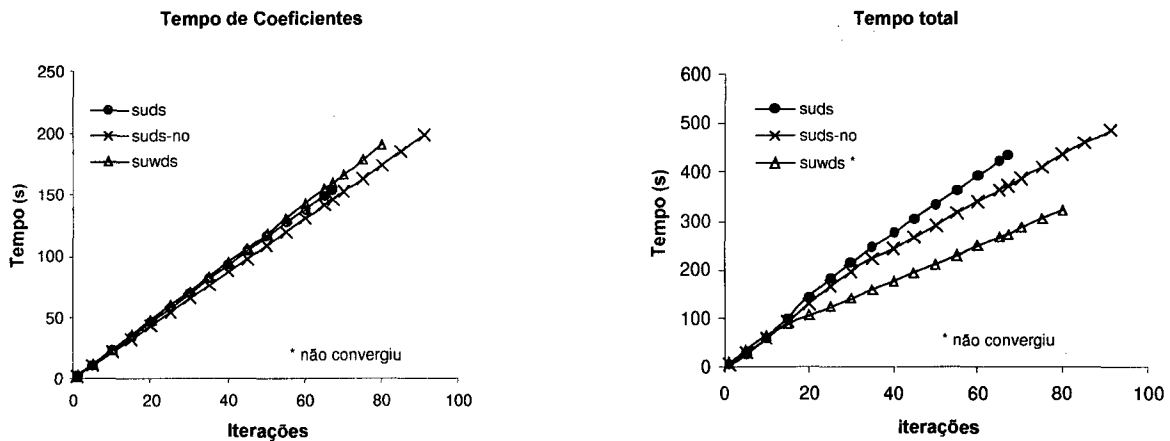 Tempo de Coeficientes
250
200
150
100
50
0
Tempo (s)
suds
suds-no
suwds
* não convergiu
0 20 40 60 80 100
Iterações
Tempo total
600
500
400
300
200
100
0
Tempo (s)
suds
suds-no
suwds *
* não convergiu
0 20 40 60 80 100
Iterações